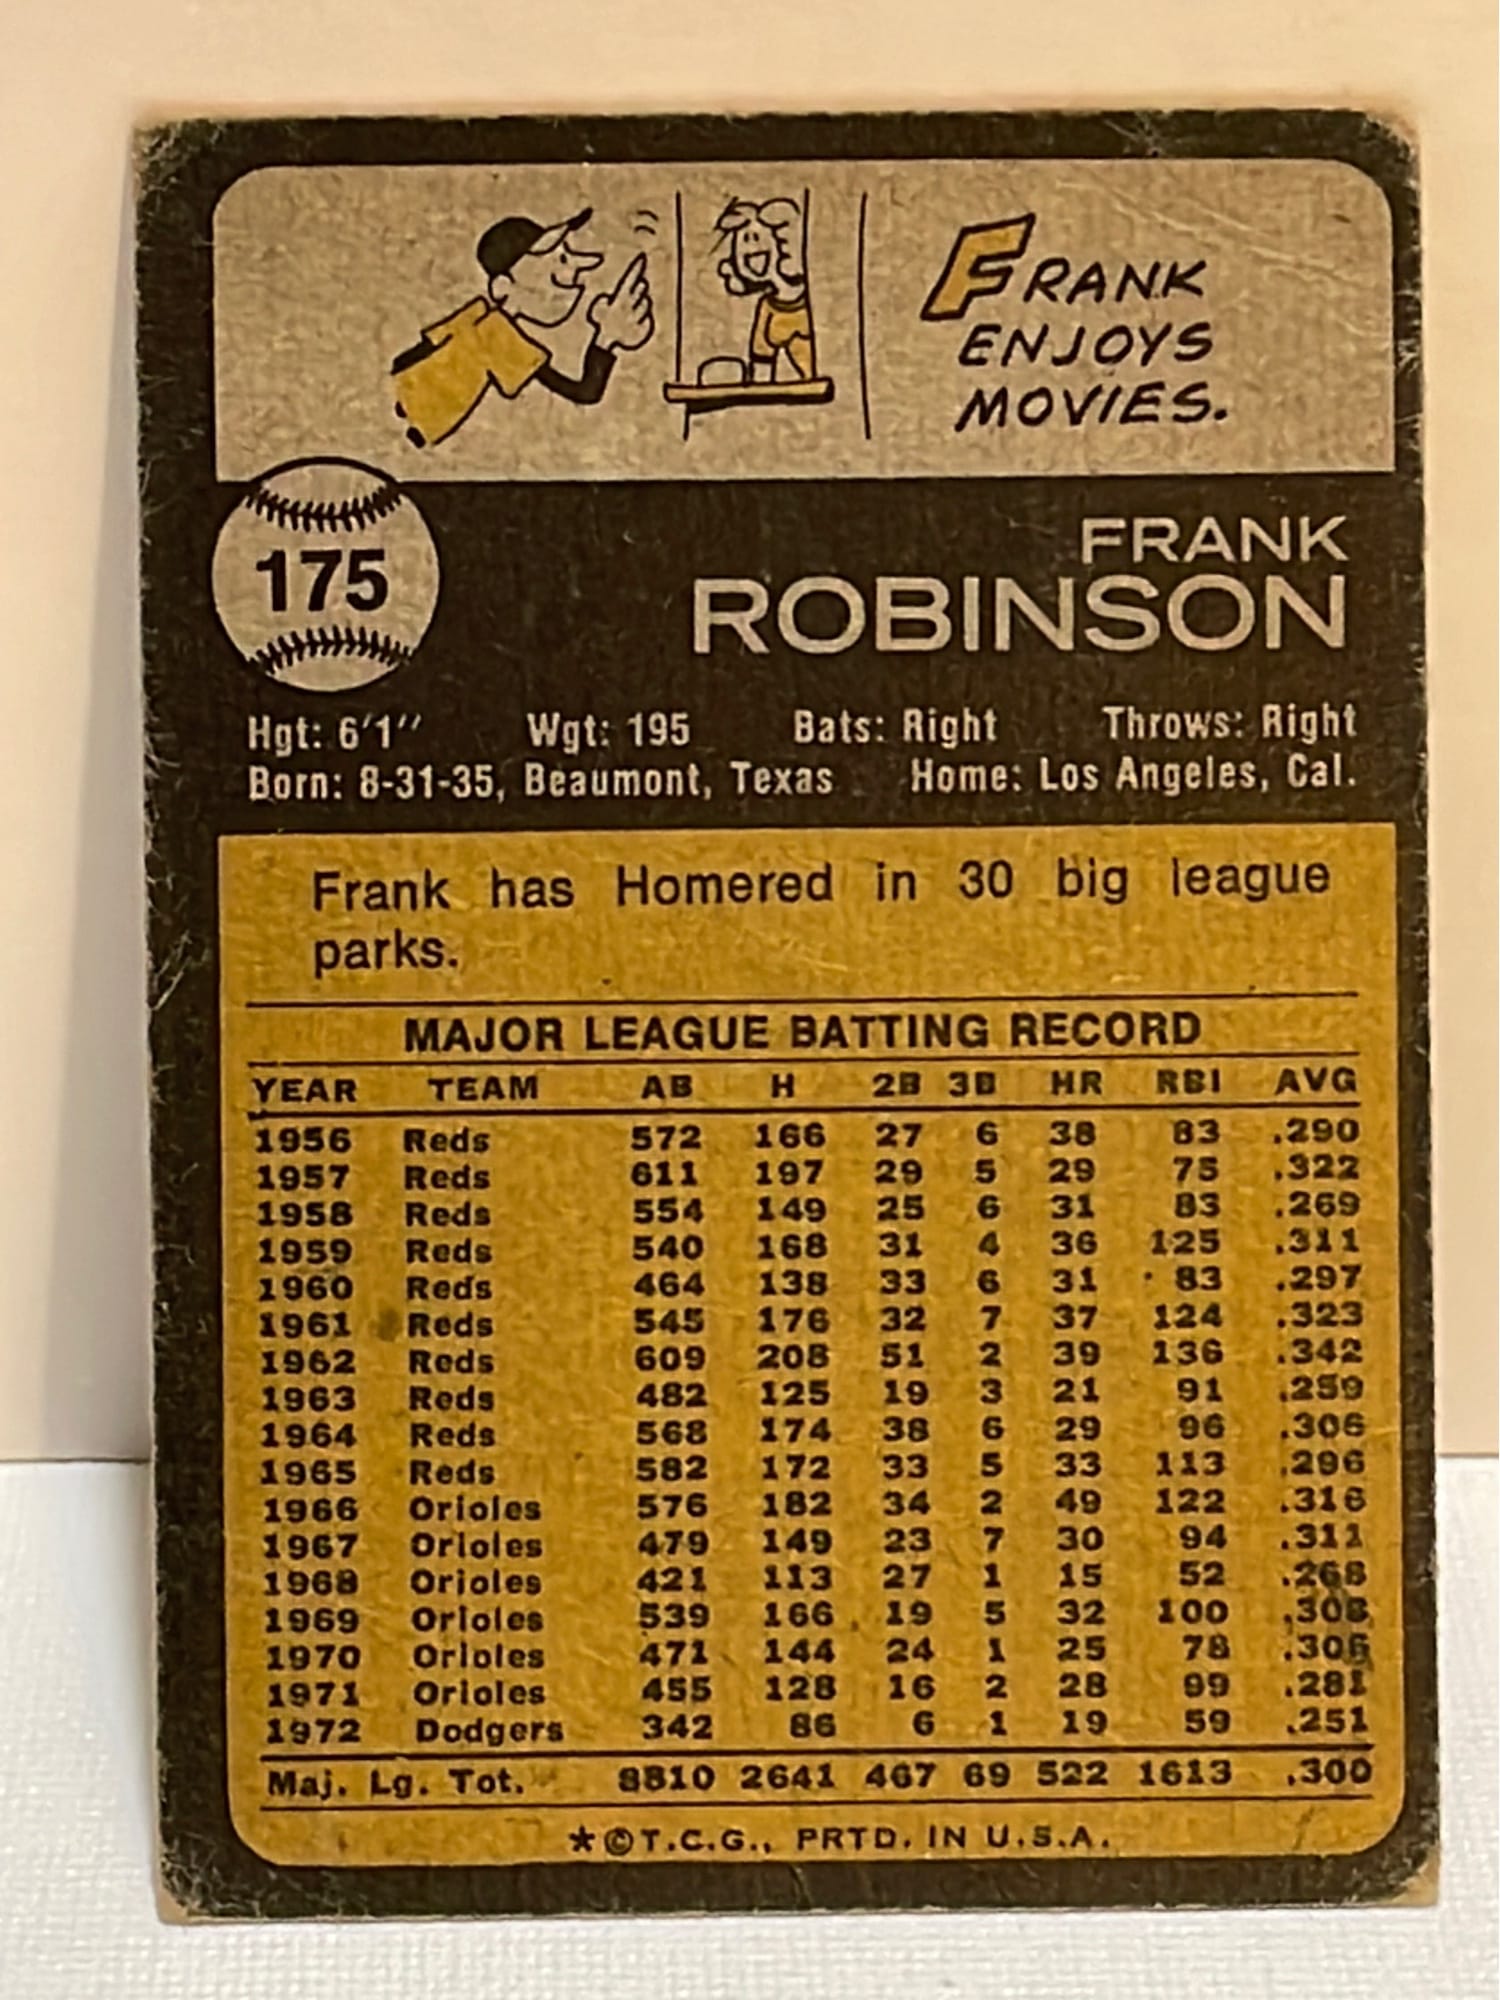 FRANK
ENJOYS
MOVIES.
175
FRANK
ROBINSON
Hgt: 6'1" Wgt: 195 Bats: Right Throws: Right
Born: 8-31-35, Beaumont, Texas Home: Los Angeles, Cal.
Frank has Homered in 30 big league
parks.
MAJOR LEAGUE BATTING RECORD
YEAR TEAM AB H 2B 3B HR RBI AVG
1956 Reds 572 166 27 6 38 83 .290
1957 Reds 611 197 29 5 29 75 .322
1958 Reds 554 149 25 6 31 83 .269
1959 Reds 540 168 31 4 36 125 .311
1960 Reds 464 138 33 6 31 83 .297
1961 Reds 545 176 32 7 37 124 .323
1962 Reds 609 208 51 2 39 136 .342
1963 Reds 482 125 19 3 21 91 .259
1964 Reds 568 174 38 6 29 96 .306
1965 Reds 582 172 33 5 33 113 .296
1966 Orioles 576 182 34 2 49 122 .316
1967 Orioles 479 149 23 7 30 94 .311
1968 Orioles 421 113 27 1 15 52 .268
1969 Orioles 539 166 19 5 32 100 .308
1970 Orioles 471 144 24 1 25 78 .306
1971 Orioles 455 128 16 2 28 99 .281
1972 Dodgers 342 86 6 1 19 59 .251
Maj. Lg. Tot. 8810 2641 467 69 522 1613 .300
★©T.C.G., PRTD. IN U.S.A.